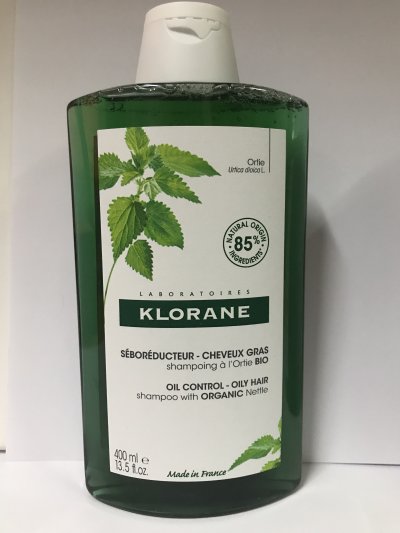 Ortie
Urtica dioica L.
NATURAL ORIGIN
85%
INGREDIENTS*
LABORATOIRES
KLORANE
SÉBORÉDUCTEUR - CHEVEUX GRAS
shampoing à l'Ortie BIO
OIL CONTROL - OILY HAIR
shampoo with ORGANIC Nettle
400 ml e
13.5 fl.oz.
Made in France